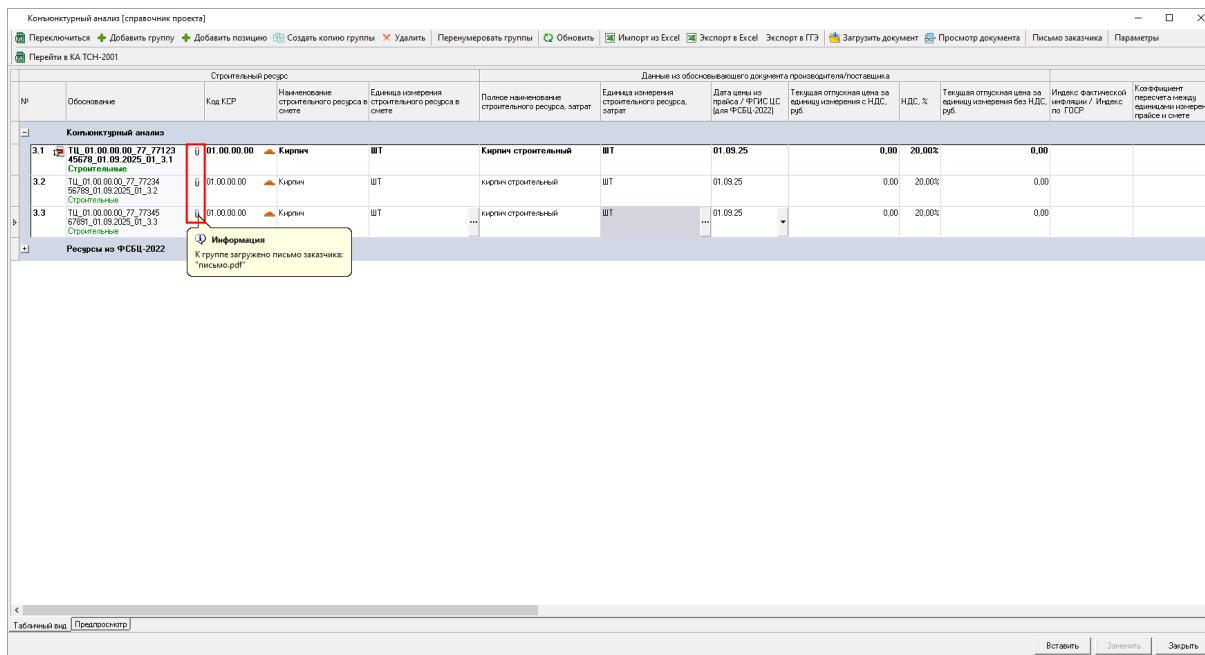 Конъюнктурный анализ [справочник проекта]
Переключиться Добавить группу Добавить позицию Создать копию группы Удалить Перенумеровать группы Обновить Импорт из Excel Экспорт в Excel Экспорт в ГГЭ Загрузить документ Просмотр документа Письмо заказчика Параметры
Перейти в КА ТСН-2001
Строительный ресурс Данные из обосновывающего документа производителя/поставщика
№ Обоснование Код КСР Наименование строительного ресурса в смете Единица измерения строительного ресурса в смете Полное наименование строительного ресурса, затрат Единица измерения строительного ресурса, затрат Дата цены из прайса / ФГИС ЦС (для ФСБЦ-2022) Текущая отпускная цена за единицу измерения с НДС, руб. НДС, % Текущая отпускная цена за единицу измерения без НДС, руб. Индекс фактической инфляции / Индекс по ГОСР Коэффициент пересчета между единицами измерен прайсе и смете
Конъюнктурный анализ
3.1 ТЦ_01.00.00.00_77_77123 01.00.00.00 Кирпич ШТ Кирпич строительный ШТ 01.09.25 0,00 20,00% 0,00
45678_01.09.2025_01_3.1
Строительные
3.2 ТЦ_01.00.00.00_77_77234 01.00.00.00 Кирпич ШТ кирпич строительный ШТ 01.09.25 0,00 20,00% 0,00
56789_01.09.2025_01_3.2
Строительные
3.3 ТЦ_01.00.00.00_77_77345 01.00.00.00 Кирпич ШТ ... кирпич строительный ШТ ... 01.09.25 0,00 20,00% 0,00
67891_01.09.2025_01_3.3
Строительные
Информация
Ресурсы из ФСБЦ-2022
К группе загружено письмо заказчика:
"письмо.pdf"
Табличный вид Предпросмотр
Вставить Заменить Закрыть